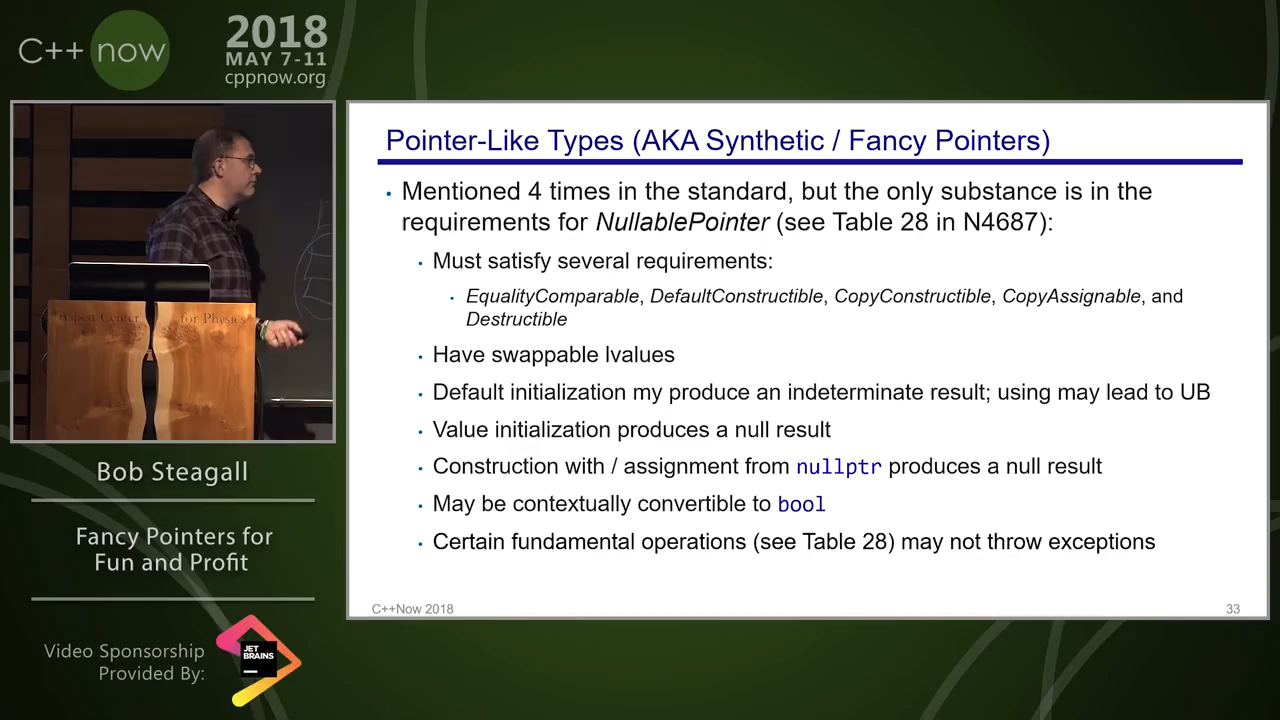 C++ now
2018
MAY 7-11
cppnow.org
Aspen Center for Physics
Bob Steagall
Fancy Pointers for
Fun and Profit
Video Sponsorship
Provided By:
JET
BRAINS
Pointer-Like Types (AKA Synthetic / Fancy Pointers)
• Mentioned 4 times in the standard, but the only substance is in the
requirements for NullablePointer (see Table 28 in N4687):
• Must satisfy several requirements:
• EqualityComparable, DefaultConstructible, CopyConstructible, CopyAssignable, and
Destructible
• Have swappable lvalues
• Default initialization my produce an indeterminate result; using may lead to UB
• Value initialization produces a null result
• Construction with / assignment from nullptr produces a null result
• May be contextually convertible to bool
• Certain fundamental operations (see Table 28) may not throw exceptions
C++Now 2018
33